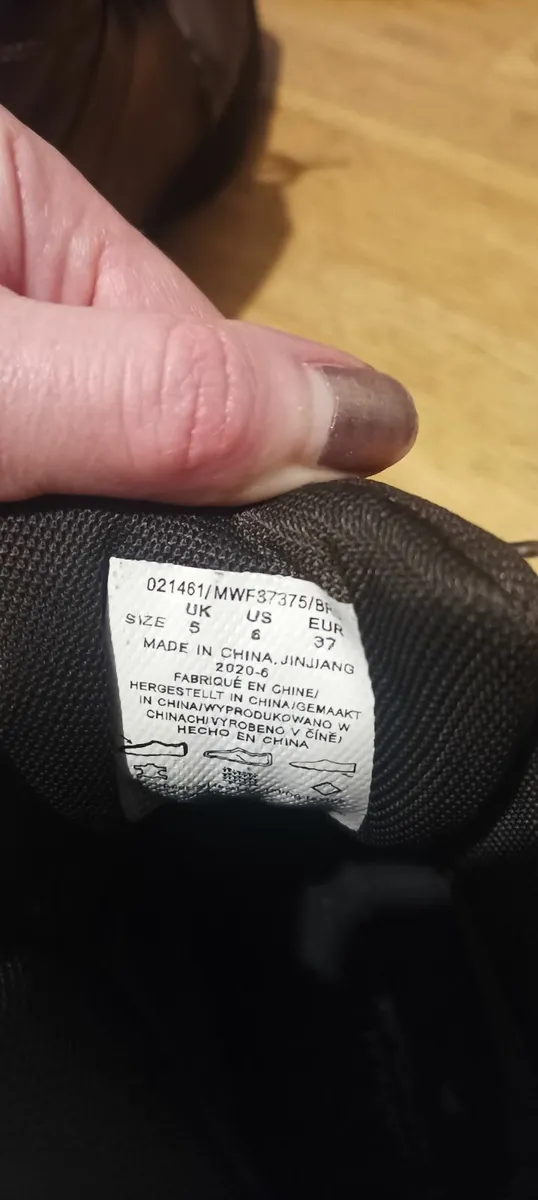 021461/MWF37375/BR
UK US EUR
SIZE 5 6 37
MADE IN CHINA, JINJIANG
2020-6
FABRIQUÉ EN CHINE/
HERGESTELLT IN CHINA/GEMAAKT
IN CHINA/WYPRODUKOWANO W
CHINACH/VYROBENO V ČÍNĚ/
HECHO EN CHINA